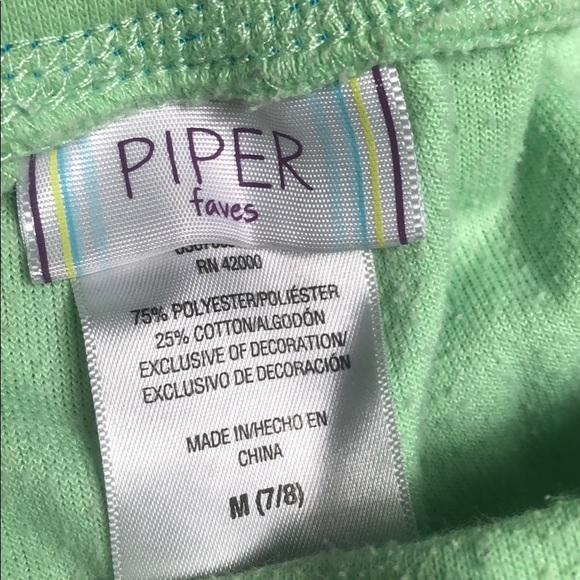 PIPER
faves
RN 42000
75% POLYESTER/POLIÉSTER
25% COTTON/ALGODÓN
EXCLUSIVE OF DECORATION/
EXCLUSIVO DE DECORACIÓN
MADE IN/HECHO EN
CHINA
M (7/8)